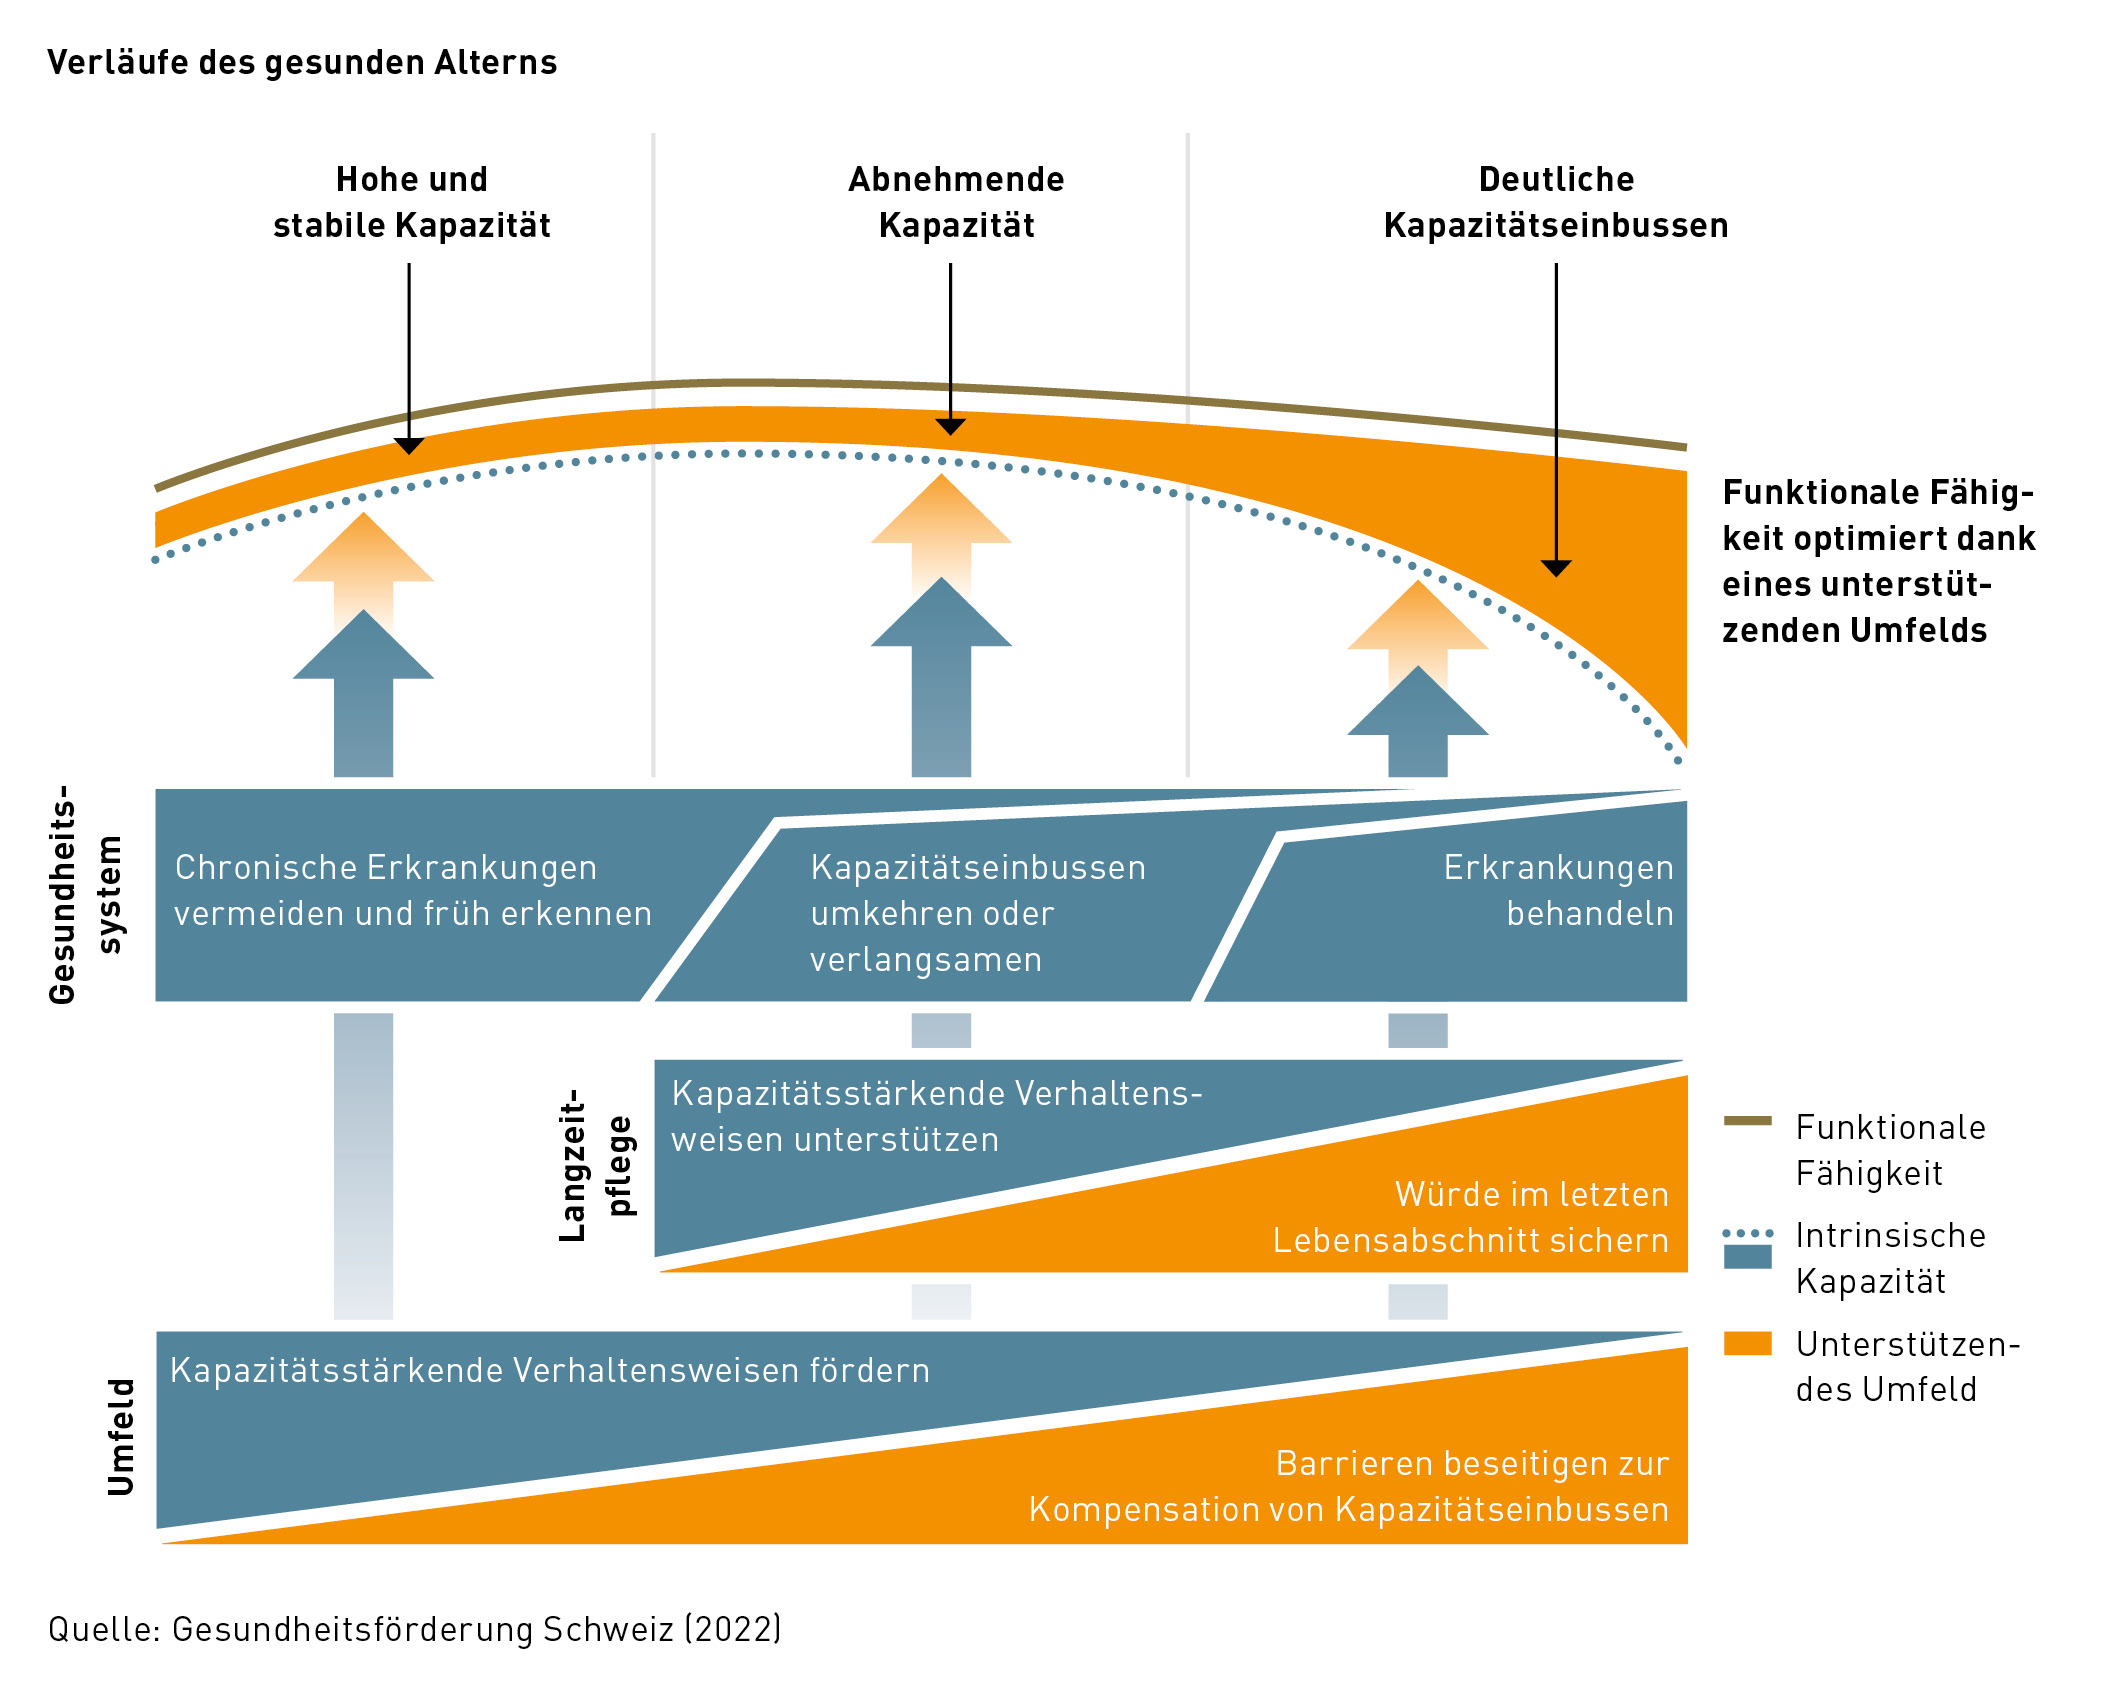 Verläufe des gesunden Alterns
Hohe und
stabile Kapazität
Abnehmende
Kapazität
Deutliche
Kapazitätseinbussen
Funktionale Fähig-
keit optimiert dank
eines unterstüt-
zenden Umfelds
Gesundheits-
system
Chronische Erkrankungen
vermeiden und früh erkennen
Kapazitätseinbussen
umkehren oder
verlangsamen
Erkrankungen
behandeln
Langzeit-
pflege
Kapazitätsstärkende Verhaltens-
weisen unterstützen
Würde im letzten
Lebensabschnitt sichern
Funktionale
Fähigkeit
Intrinsische
Kapazität
Unterstützen-
des Umfeld
Umfeld
Kapazitätsstärkende Verhaltensweisen fördern
Barrieren beseitigen zur
Kompensation von Kapazitätseinbussen
Quelle: Gesundheitsförderung Schweiz (2022)